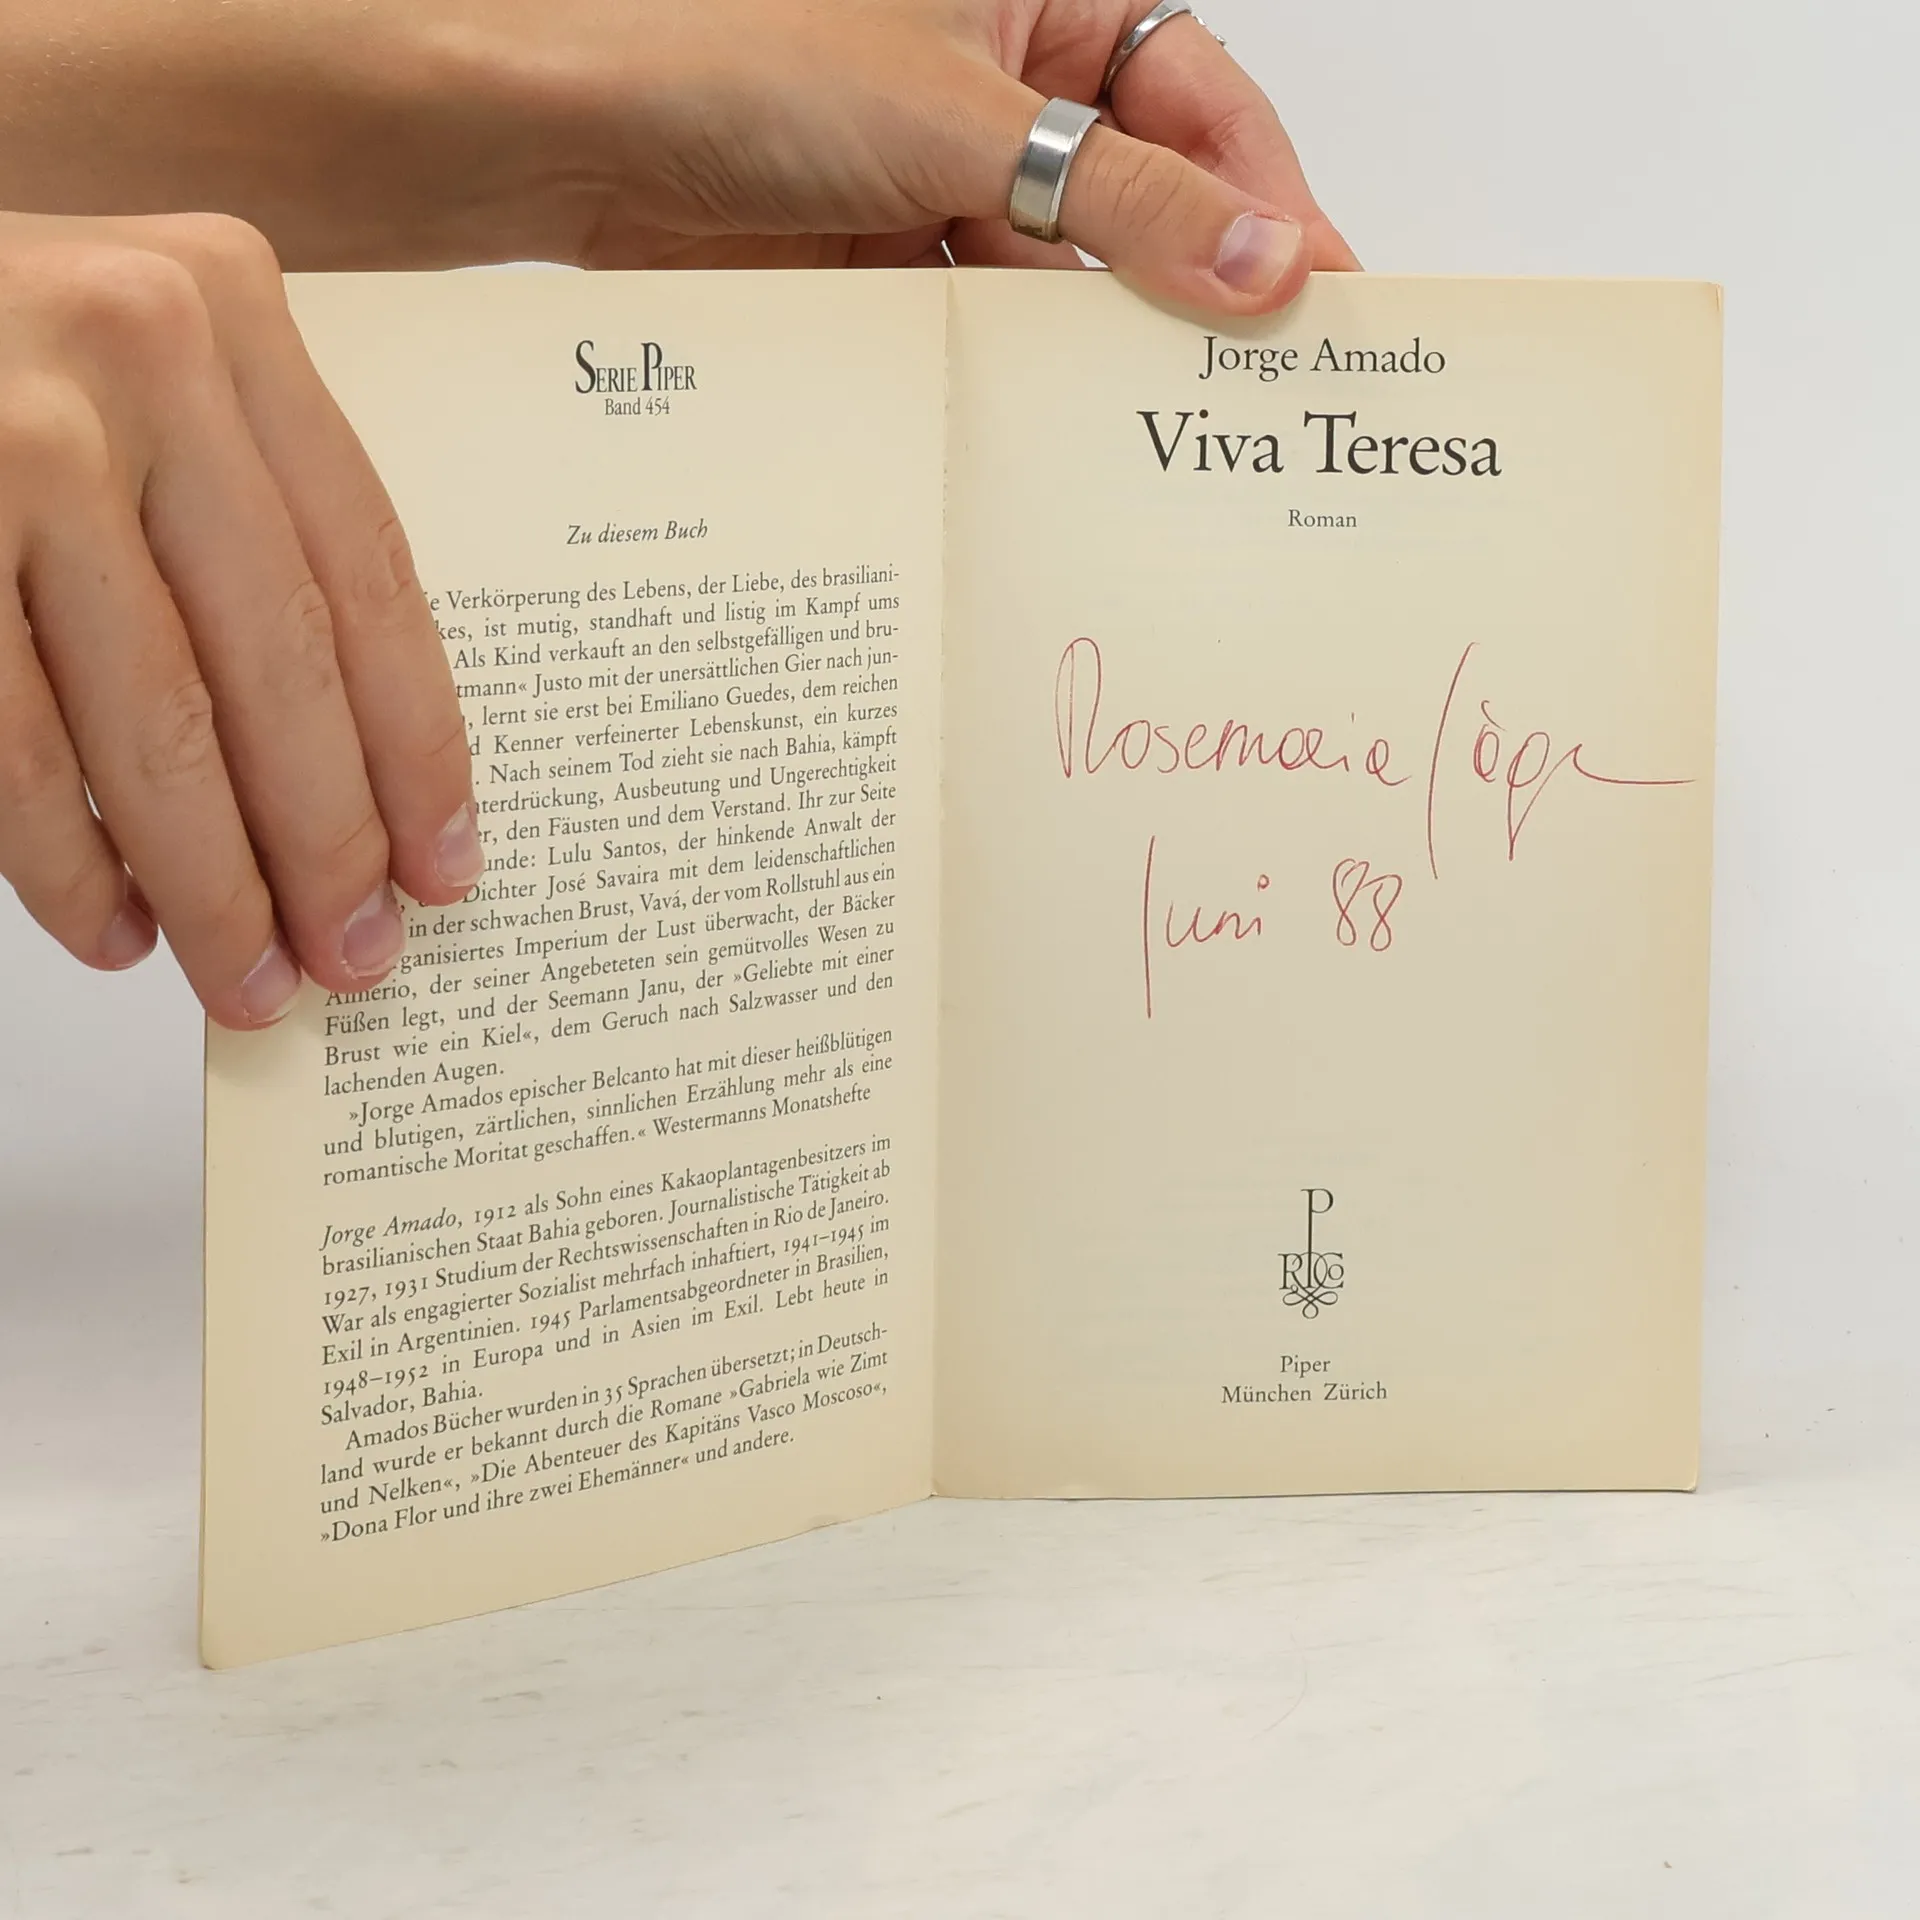 SERIE PIPER
Band 454
Zu diesem Buch
Verkörperung des Lebens, der Liebe, des brasiliani-
ist mutig, standhaft und listig im Kampf ums
Als Kind verkauft an den selbstgefälligen und bru-
tmann« Justo mit der unersättlichen Gier nach jun-
lernt sie erst bei Emiliano Guedes, dem reichen
Kenner verfeinerter Lebenskunst, ein kurzes
. Nach seinem Tod zieht sie nach Bahia, kämpft
nterdrückung, Ausbeutung und Ungerechtigkeit
den Fäusten und dem Verstand. Ihr zur Seite
unde: Lulu Santos, der hinkende Anwalt der
Dichter José Savaira mit dem leidenschaftlichen
in der schwachen Brust, Vavá, der vom Rollstuhl aus ein
rganisiertes Imperium der Lust überwacht, der Bäcker
Almerio, der seiner Angebeteten sein gemütvolles Wesen zu
Füßen legt, und der Seemann Janu, der »Geliebte mit einer
Brust wie ein Kiel«, dem Geruch nach Salzwasser und den
lachenden Augen.
»Jorge Amados epischer Belcanto hat mit dieser heißblütigen
und blutigen, zärtlichen, sinnlichen Erzählung mehr als eine
romantische Moritat geschaffen.« Westermanns Monatshefte
Jorge Amado, 1912 als Sohn eines Kakaoplantagenbesitzers im
brasilianischen Staat Bahia geboren. Journalistische Tätigkeit ab
1927, 1931 Studium der Rechtswissenschaften in Rio de Janeiro.
War als engagierter Sozialist mehrfach inhaftiert, 1941–1945 im
Exil in Argentinien. 1945 Parlamentsabgeordneter in Brasilien,
1948–1952 in Europa und in Asien im Exil. Lebt heute in
Salvador, Bahia.
Amados Bücher wurden in 35 Sprachen übersetzt; in Deutsch-
land wurde er bekannt durch die Romane »Gabriela wie Zimt
und Nelken«, »Die Abenteuer des Kapitäns Vasco Moscoso«,
»Dona Flor und ihre zwei Ehemänner« und andere.
Jorge Amado
Viva Teresa
Roman
Rosemarie Jäger
Juni 88
P
R&Co
Piper
München Zürich